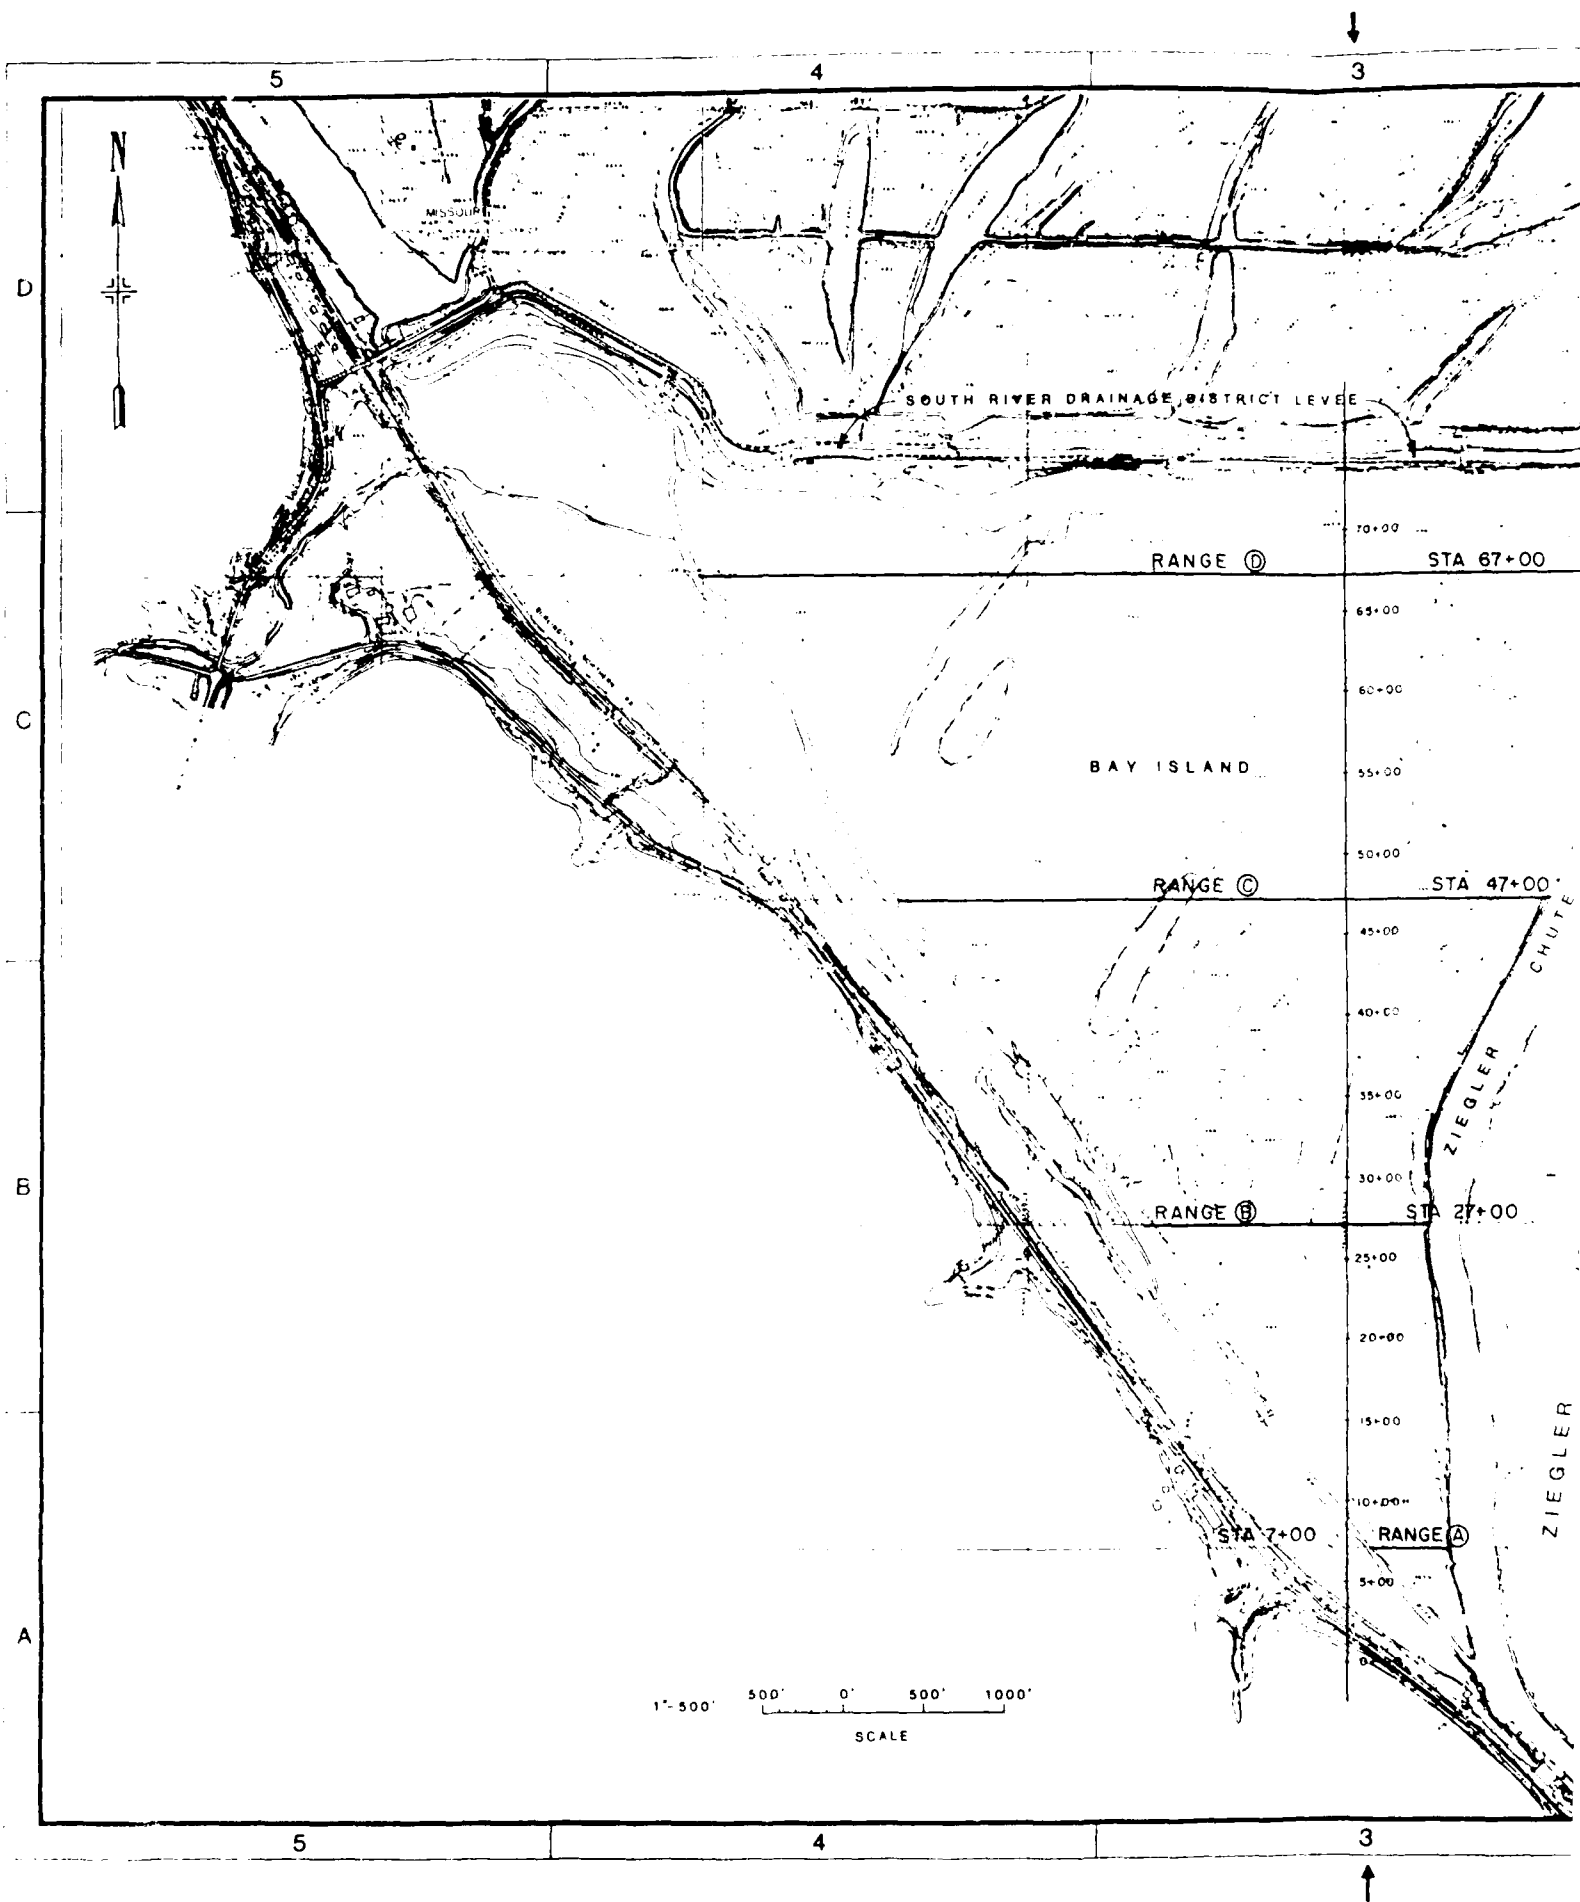 5 4 3
N
MISSOURI
D
SOUTH RIVER DRAINAGE DISTRICT LEVEE
70+00
RANGE D STA 67+00
65+00
60+00
C
BAY ISLAND
55+00
50+00
RANGE C STA 47+00
45+00
ZIEGLER CHUTE
40+00
35+00
B
30+00
RANGE B STA 27+00
25+00
20+00
15+00
ZIEGLER
10+00
STA 7+00 RANGE A
5+00
A
1"-500' 500' 0' 500' 1000'
SCALE
5 4 3